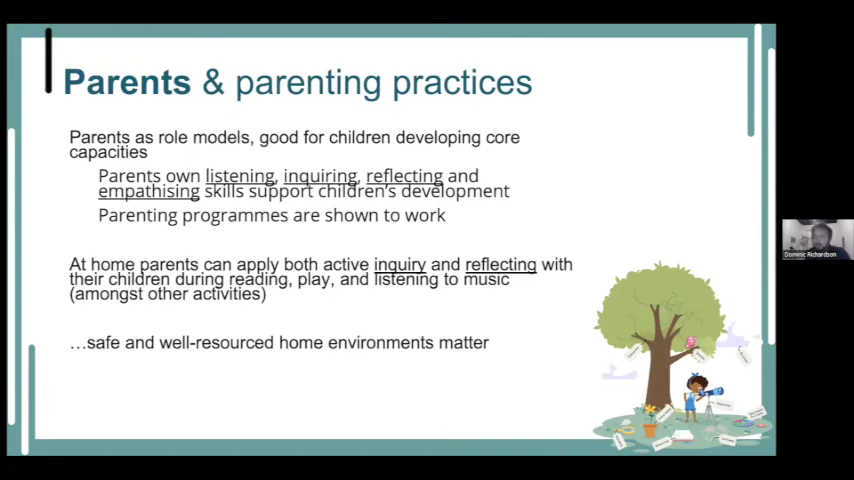 Parents & parenting practices
Parents as role models, good for children developing core
capacities
Parents own listening, inquiring, reflecting and
empathising skills support children's development
Parenting programmes are shown to work
At home parents can apply both active inquiry and reflecting with
their children during reading, play, and listening to music
(amongst other activities)
…safe and well-resourced home environments matter
Dominic Richardson